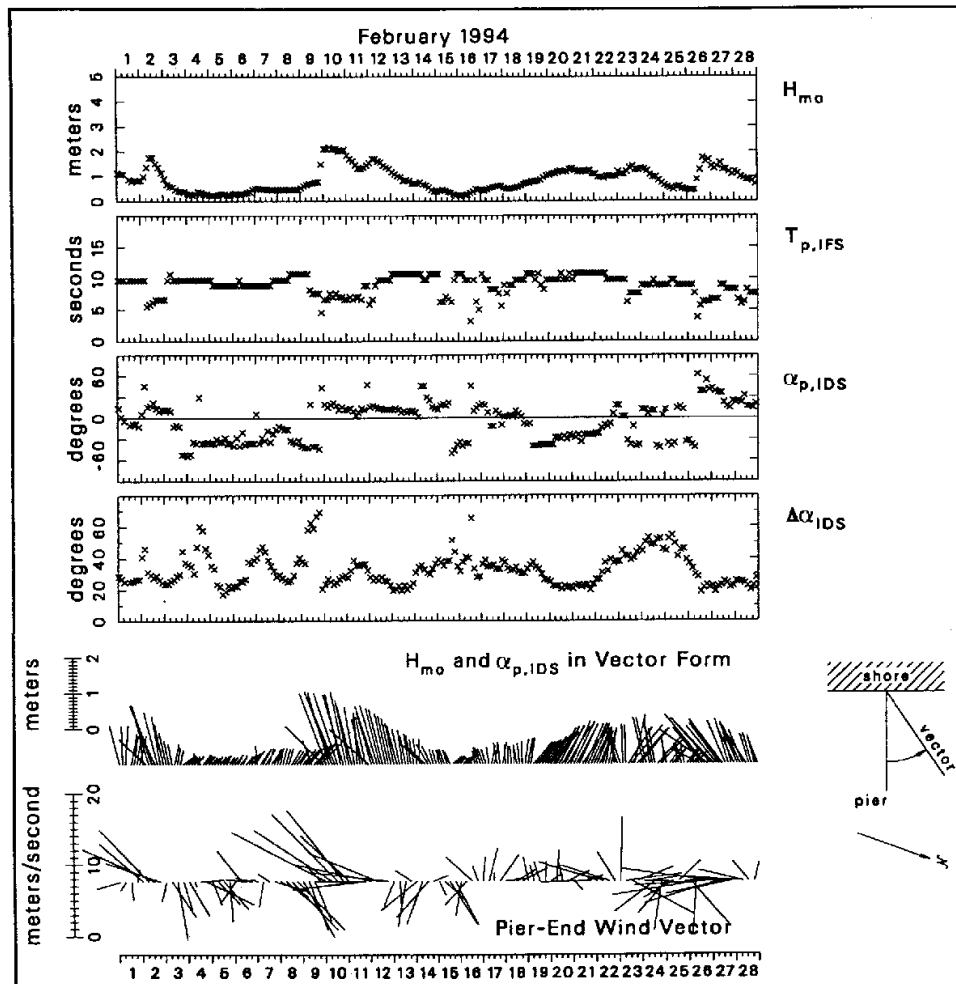 February 1994
1 2 3 4 5 6 7 8 9 10 11 12 13 14 15 16 17 18 19 20 21 22 23 24 25 26 27 28
meters
5
4
3
2
1
0
Hmo
seconds
15
10
5
0
Tp,IFS
degrees
60
0
-60
αp,IDS
degrees
60
40
20
0
ΔαIDS
Hmo and αp,IDS in Vector Form
meters
2
1
0
shore
vector
pier
meters/second
20
10
0
Pier-End Wind Vector
1 2 3 4 5 6 7 8 9 10 11 12 13 14 15 16 17 18 19 20 21 22 23 24 25 26 27 28